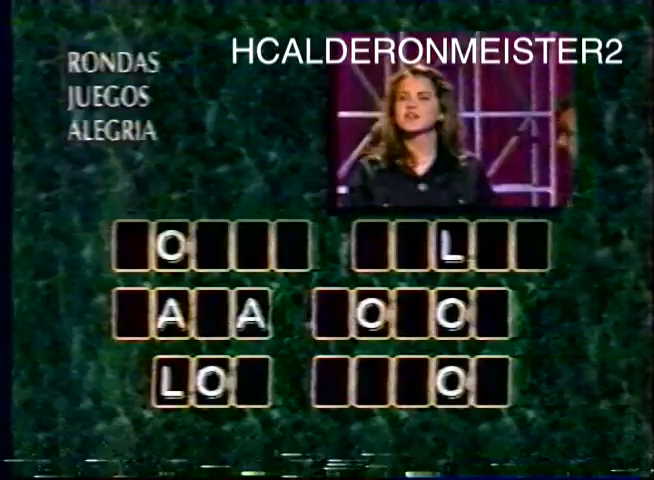 HCALDERONMEISTER2
RONDAS
JUEGOS
ALEGRIA
O L
A A O O
LO O